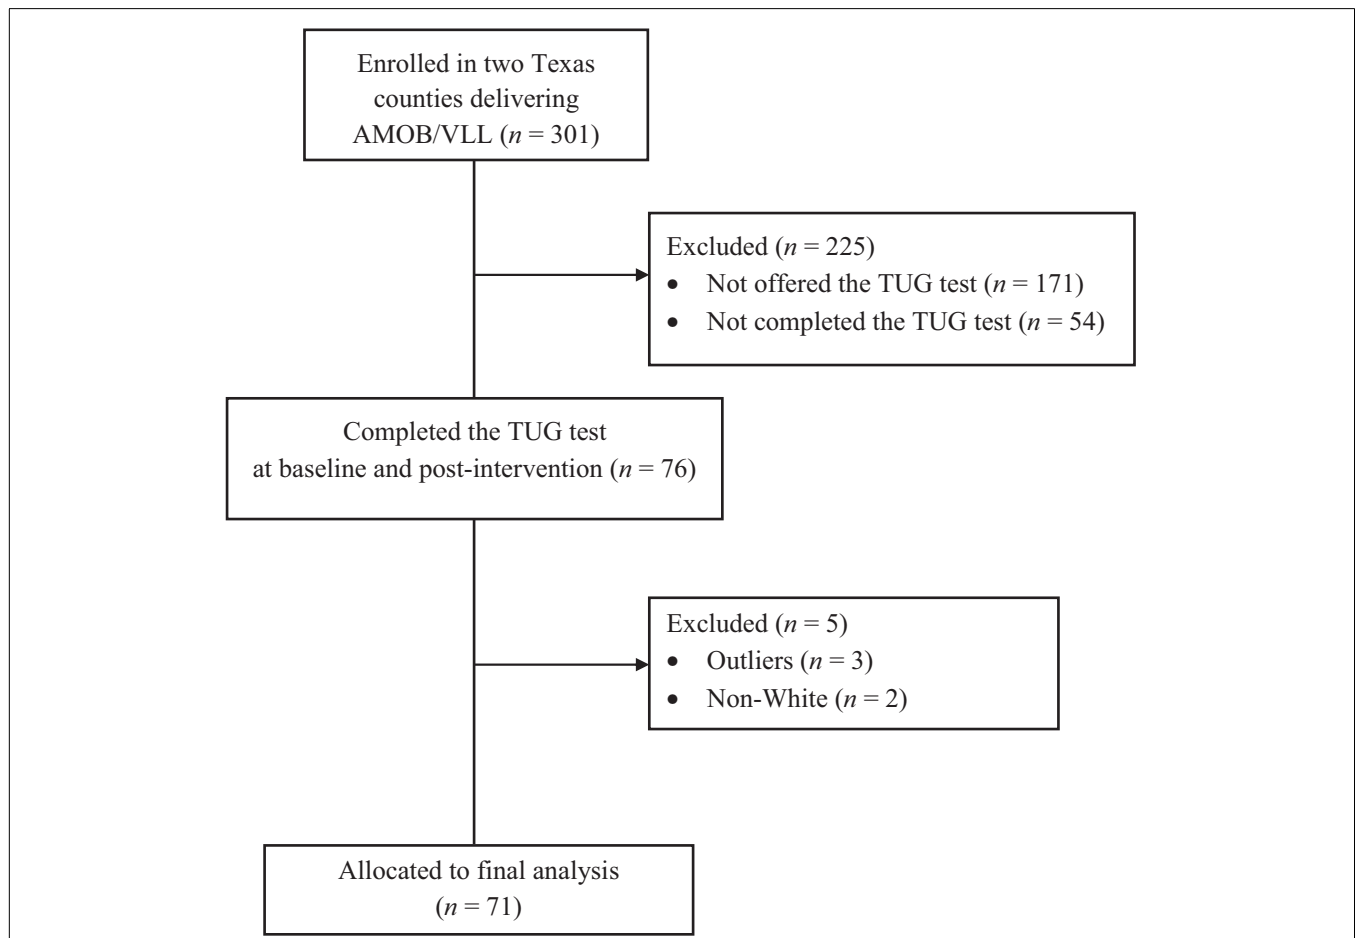 Enrolled in two Texas
counties delivering
AMOB/VLL (n = 301)
Excluded (n = 225)
• Not offered the TUG test (n = 171)
• Not completed the TUG test (n = 54)
Completed the TUG test
at baseline and post-intervention (n = 76)
Excluded (n = 5)
• Outliers (n = 3)
• Non-White (n = 2)
Allocated to final analysis
(n = 71)